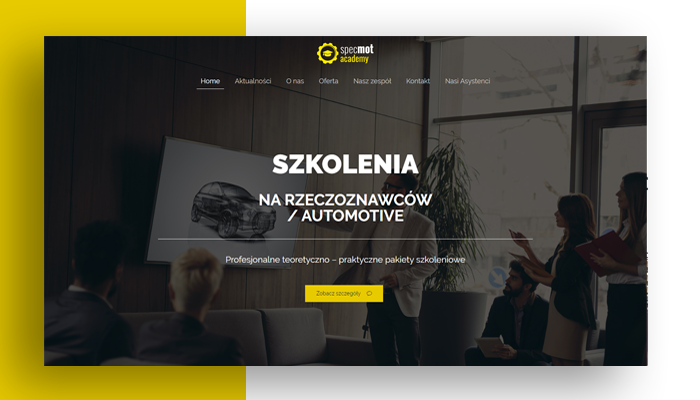 specmot
academy
Home Aktualności O nas Oferta Nasz zespół Kontakt Nasi Asystenci
SZKOLENIA
NA RZECZOZNAWCÓW
/ AUTOMOTIVE
Profesjonalne teoretyczno – praktyczne pakiety szkoleniowe
Zobacz szczegóły